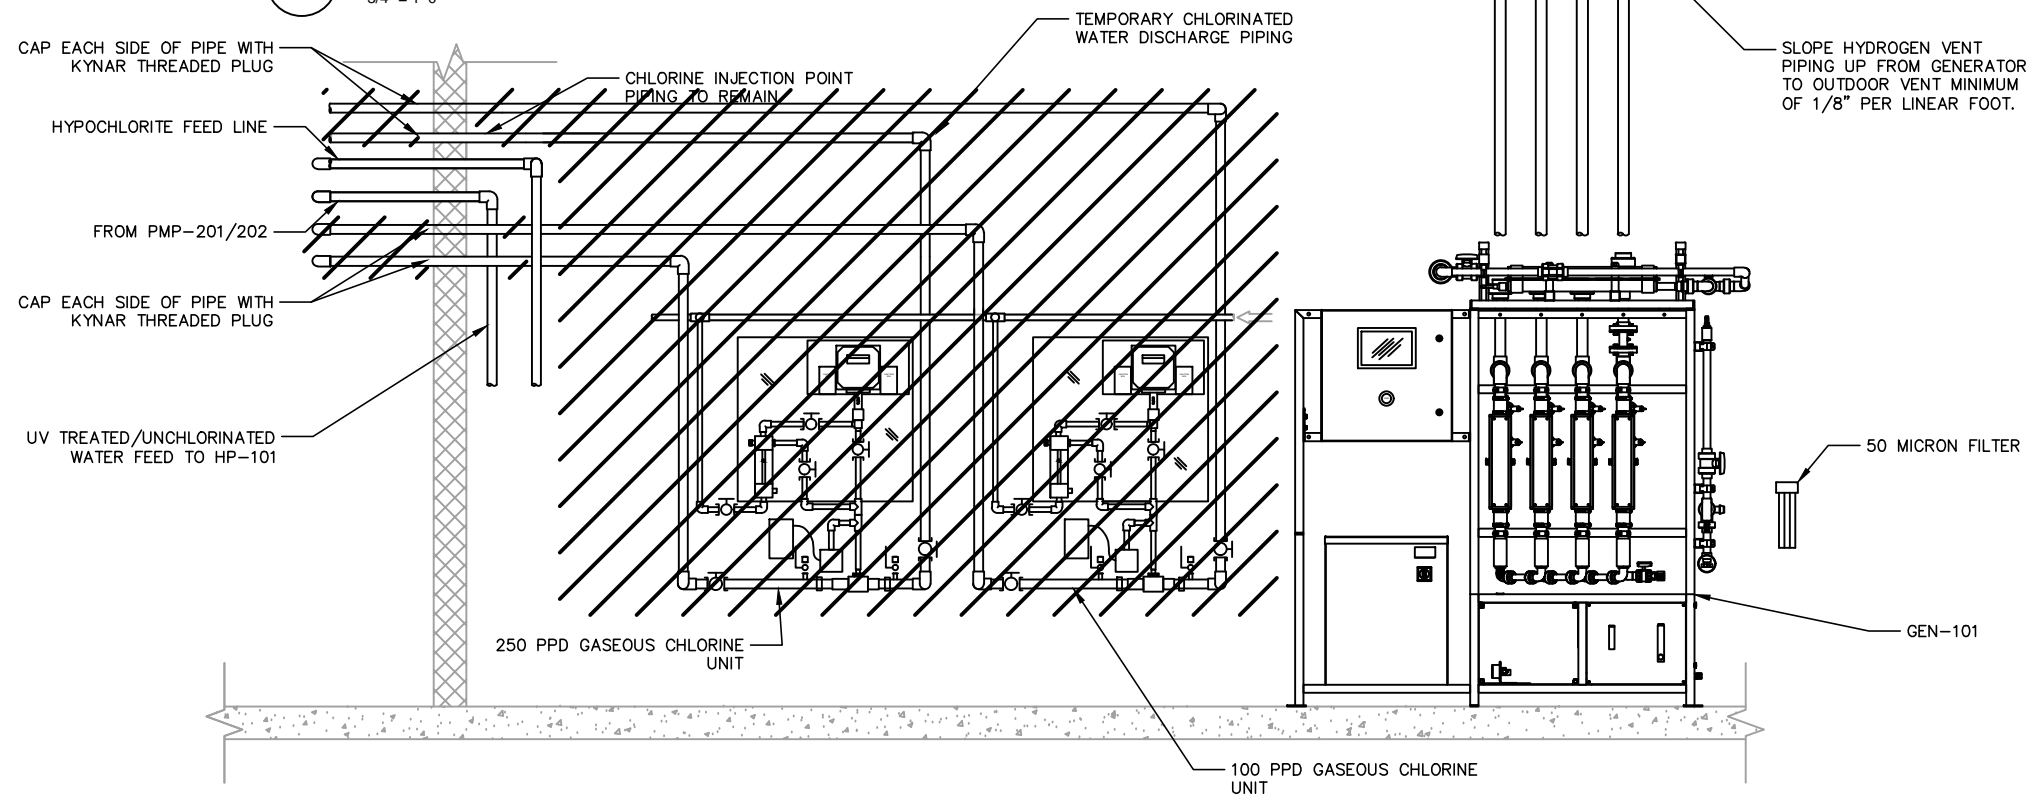 3/4"=1'-0"
TEMPORARY CHLORINATED
WATER DISCHARGE PIPING
CAP EACH SIDE OF PIPE WITH
KYNAR THREADED PLUG
SLOPE HYDROGEN VENT
PIPING UP FROM GENERATOR
TO OUTDOOR VENT MINIMUM
OF 1/8" PER LINEAR FOOT.
CHLORINE INJECTION POINT
PIPING TO REMAIN
HYPOCHLORITE FEED LINE
FROM PMP-201/202
CAP EACH SIDE OF PIPE WITH
KYNAR THREADED PLUG
UV TREATED/UNCHLORINATED
WATER FEED TO HP-101
50 MICRON FILTER
250 PPD GASEOUS CHLORINE
UNIT
GEN-101
100 PPD GASEOUS CHLORINE
UNIT